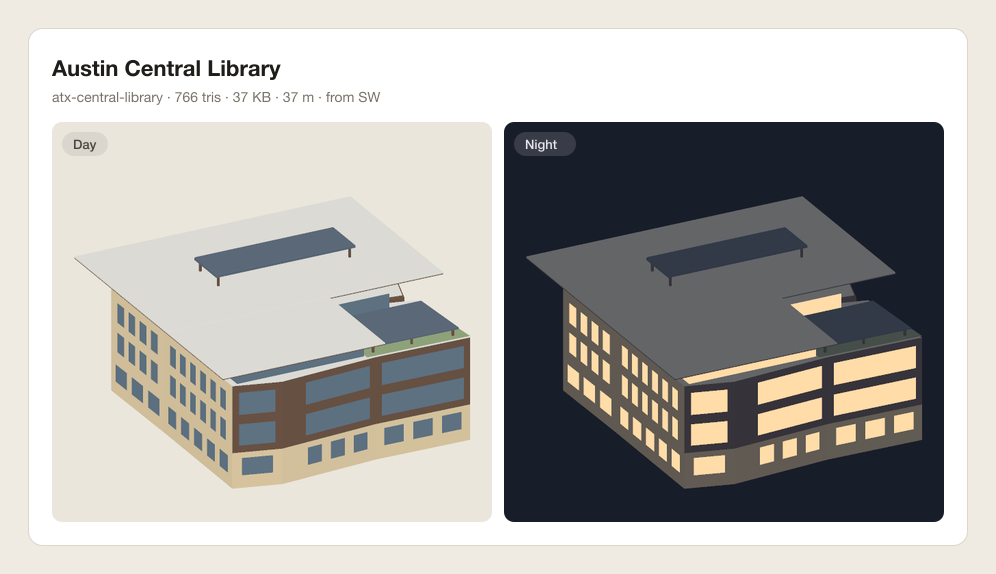 Austin Central Library
atx-central-library · 766 tris · 37 KB · 37 m · from SW
Day
Night